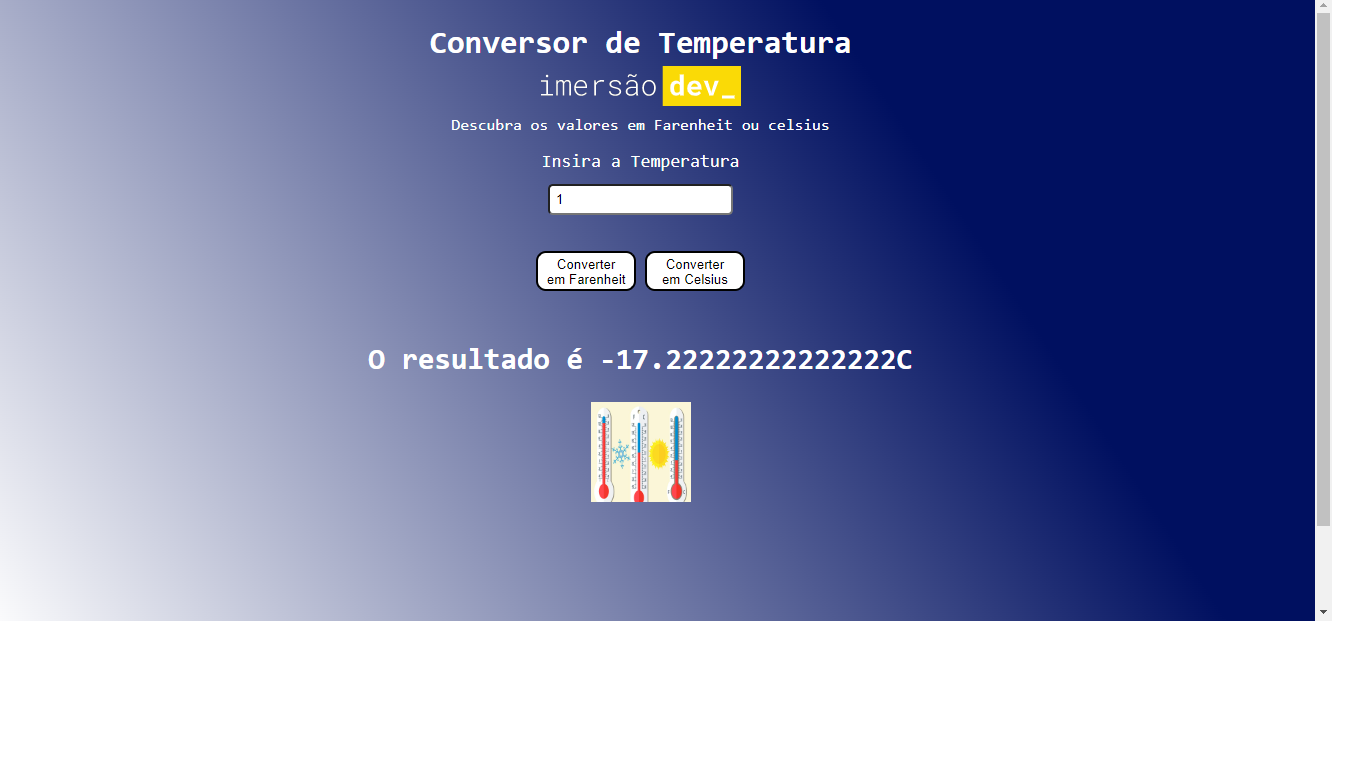 Conversor de Temperatura
imersão dev_
Descubra os valores em Farenheit ou celsius
Insira a Temperatura
1
Converter
em Farenheit
Converter
em Celsius
O resultado é -17.22222222222222C